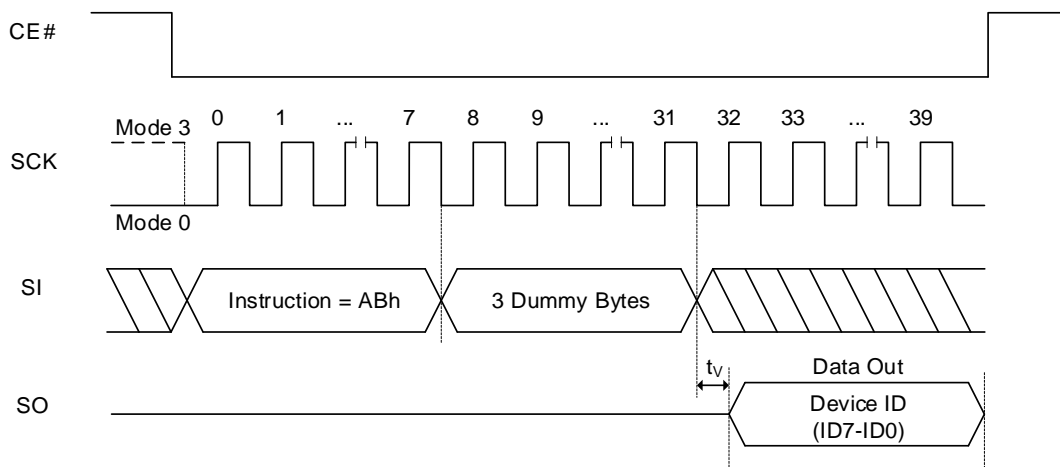 CE#
Mode 3
0 1 ... 7 8 9 ... 31 32 33 ... 39
SCK
Mode 0
SI
Instruction = ABh
3 Dummy Bytes
tV
Data Out
SO
Device ID
(ID7-ID0)